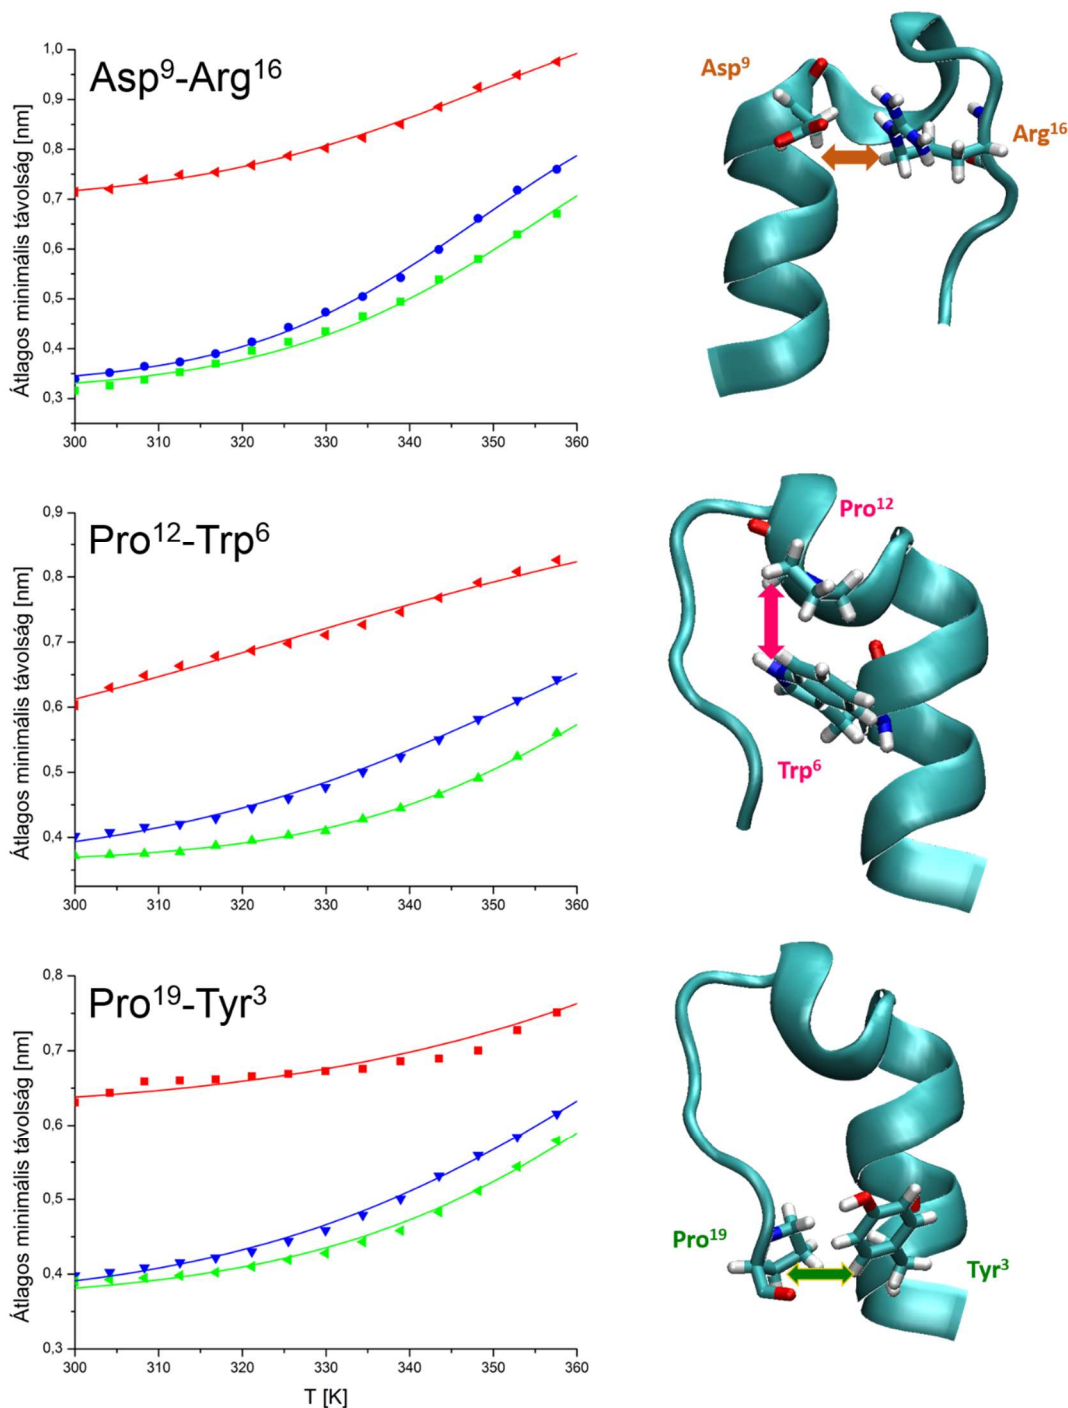 Asp⁹-Arg¹⁶
Átlagos minimális távolság [nm]
1,0
0,9
0,8
0,7
0,6
0,5
0,4
0,3
300 310 320 330 340 350 360
Asp⁹
Arg¹⁶
Pro¹²-Trp⁶
Átlagos minimális távolság [nm]
0,9
0,8
0,7
0,6
0,5
0,4
300 310 320 330 340 350 360
Pro¹²
Trp⁶
Pro¹⁹-Tyr³
Átlagos minimális távolság [nm]
0,8
0,7
0,6
0,5
0,4
0,3
300 310 320 330 340 350 360
T [K]
Pro¹⁹
Tyr³